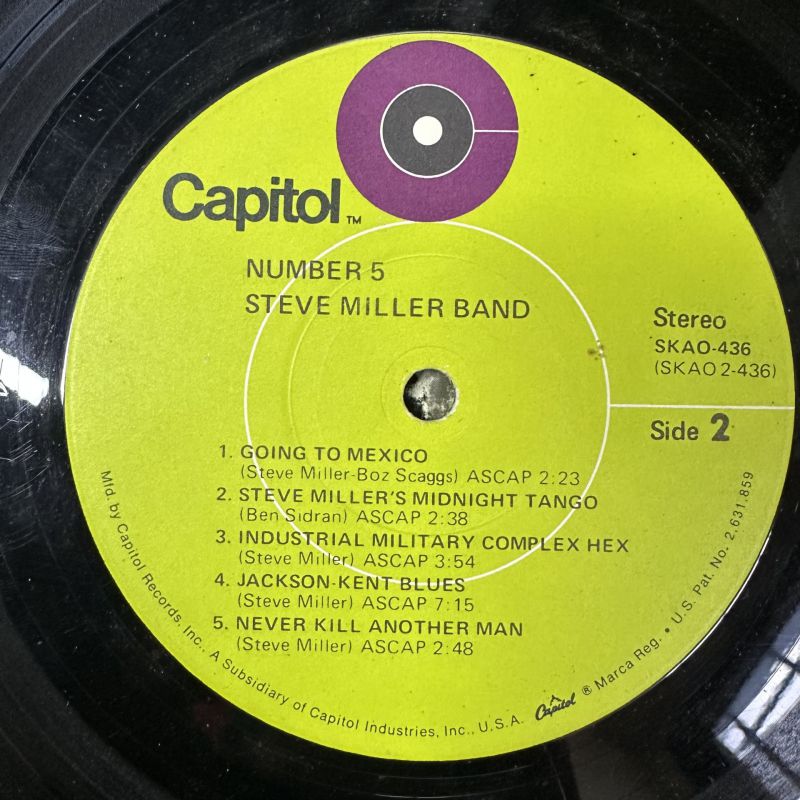 Capitol TM
NUMBER 5
STEVE MILLER BAND
Stereo
SKAO-436
(SKAO 2-436)
Side 2
1. GOING TO MEXICO
(Steve Miller-Boz Scaggs) ASCAP 2:23
2. STEVE MILLER'S MIDNIGHT TANGO
(Ben Sidran) ASCAP 2:38
3. INDUSTRIAL MILITARY COMPLEX HEX
(Steve Miller) ASCAP 3:54
4. JACKSON-KENT BLUES
(Steve Miller) ASCAP 7:15
5. NEVER KILL ANOTHER MAN
(Steve Miller) ASCAP 2:48
Mfd. by Capitol Records, Inc., A Subsidiary of Capitol Industries, Inc., U.S.A. Capitol ® Marca Reg. • U.S. Pat. No. 2,631,859